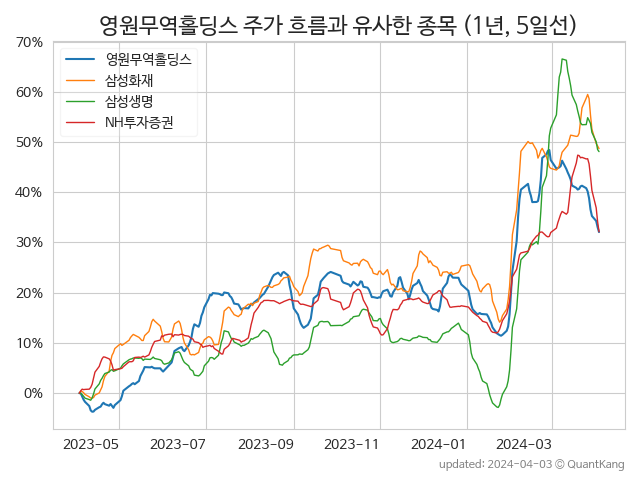 영원무역홀딩스 주가 흐름과 유사한 종목 (1년, 5일선)
70%
60%
50%
40%
30%
20%
10%
0%
영원무역홀딩스
삼성화재
삼성생명
NH투자증권
2023-05 2023-07 2023-09 2023-11 2024-01 2024-03
updated: 2024-04-03 © QuantKang